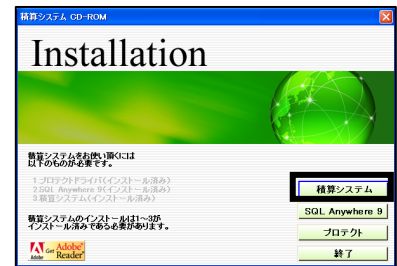 積算システム CD-ROM
Installation
積算システムをお使い頂くには
以下のものが必要です。
1.プロテクトドライバ(インストール済み)
2.SQL Anywhere 9(インストール済み)
3.積算システム(インストール済み)
積算システムのインストールは1~3が
インストール済みである必要があります。
Adobe
Get Adobe
Reader
積算システム
SQL Anywhere 9
プロテクト
終了